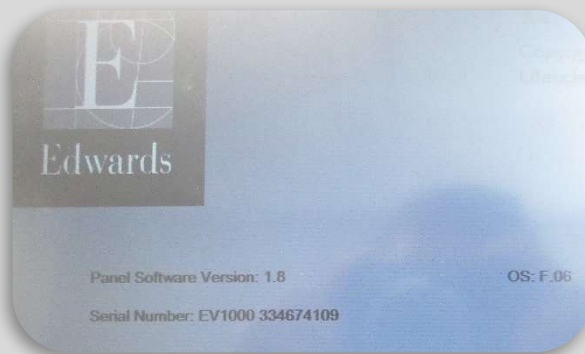 E
Edwards
Panel Software Version: 1.8
OS: F.06
Serial Number: EV1000 334674109